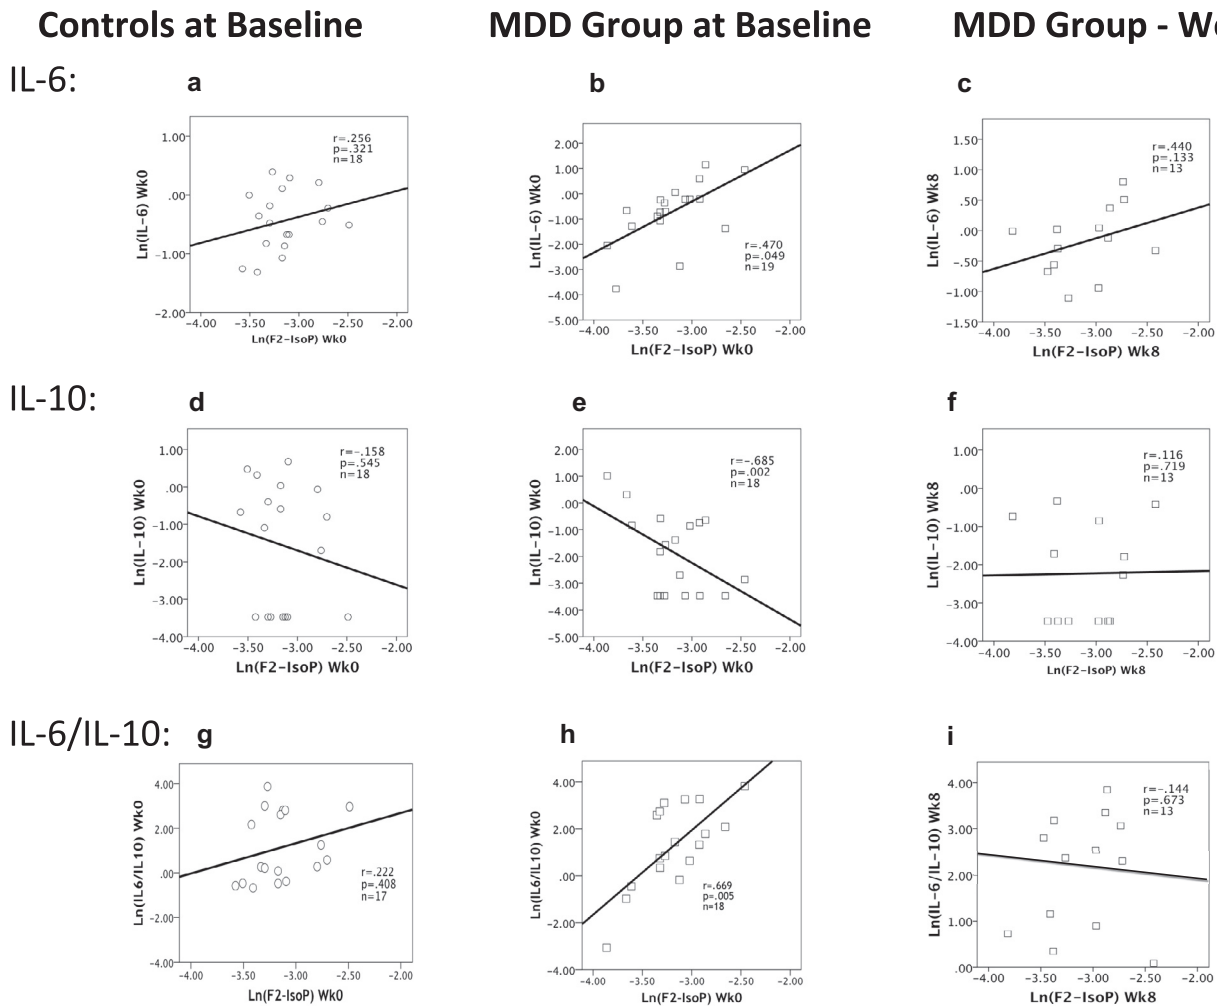 Controls at Baseline
MDD Group at Baseline
MDD Group - We
IL-6:
a
b
c
1.00
.00
-1.00
-2.00
Ln(IL-6) Wk0
r=.256
p=.321
n=18
-4.00 -3.50 -3.00 -2.50 -2.00
Ln(F2-IsoP) Wk0
2.00
1.00
.00
-1.00
-2.00
-3.00
-4.00
-5.00
Ln(IL-6) Wk0
r=.470
p=.049
n=19
-4.00 -3.50 -3.00 -2.50 -2.00
Ln(F2-IsoP) Wk0
1.50
1.00
.50
.00
-.50
-1.00
-1.50
Ln(IL-6) Wk8
r=.440
p=.133
n=13
-4.00 -3.50 -3.00 -2.50 -2.00
Ln(F2-IsoP) Wk8
IL-10:
d
e
f
1.00
.00
-1.00
-2.00
-3.00
-4.00
Ln(IL-10) Wk0
r=-.158
p=.545
n=18
-4.00 -3.50 -3.00 -2.50 -2.00
Ln(F2-IsoP) Wk0
2.00
1.00
.00
-1.00
-2.00
-3.00
-4.00
-5.00
Ln(IL-10) Wk0
r=-.685
p=.002
n=18
-4.00 -3.50 -3.00 -2.50 -2.00
Ln(F2-IsoP) Wk0
1.00
.00
-1.00
-2.00
-3.00
-4.00
Ln(IL-10) Wk8
r=.116
p=.719
n=13
-4.00 -3.50 -3.00 -2.50 -2.00
Ln(F2-IsoP) Wk8
IL-6/IL-10:
g
h
i
4.00
2.00
.00
-2.00
-4.00
Ln(IL6/IL10) Wk0
r=.222
p=.408
n=17
-4.00 -3.50 -3.00 -2.50 -2.00
Ln(F2-IsoP) Wk0
4.00
2.00
.00
-2.00
-4.00
Ln(IL6/IL10) Wk0
r=.669
p=.005
n=18
-4.00 -3.50 -3.00 -2.50 -2.00
Ln(F2-IsoP) Wk0
4.00
3.00
2.00
1.00
.00
Ln(IL-6/IL-10) Wk8
r=-.144
p=.673
n=13
-4.00 -3.50 -3.00 -2.50 -2.00
Ln(F2-IsoP) Wk8